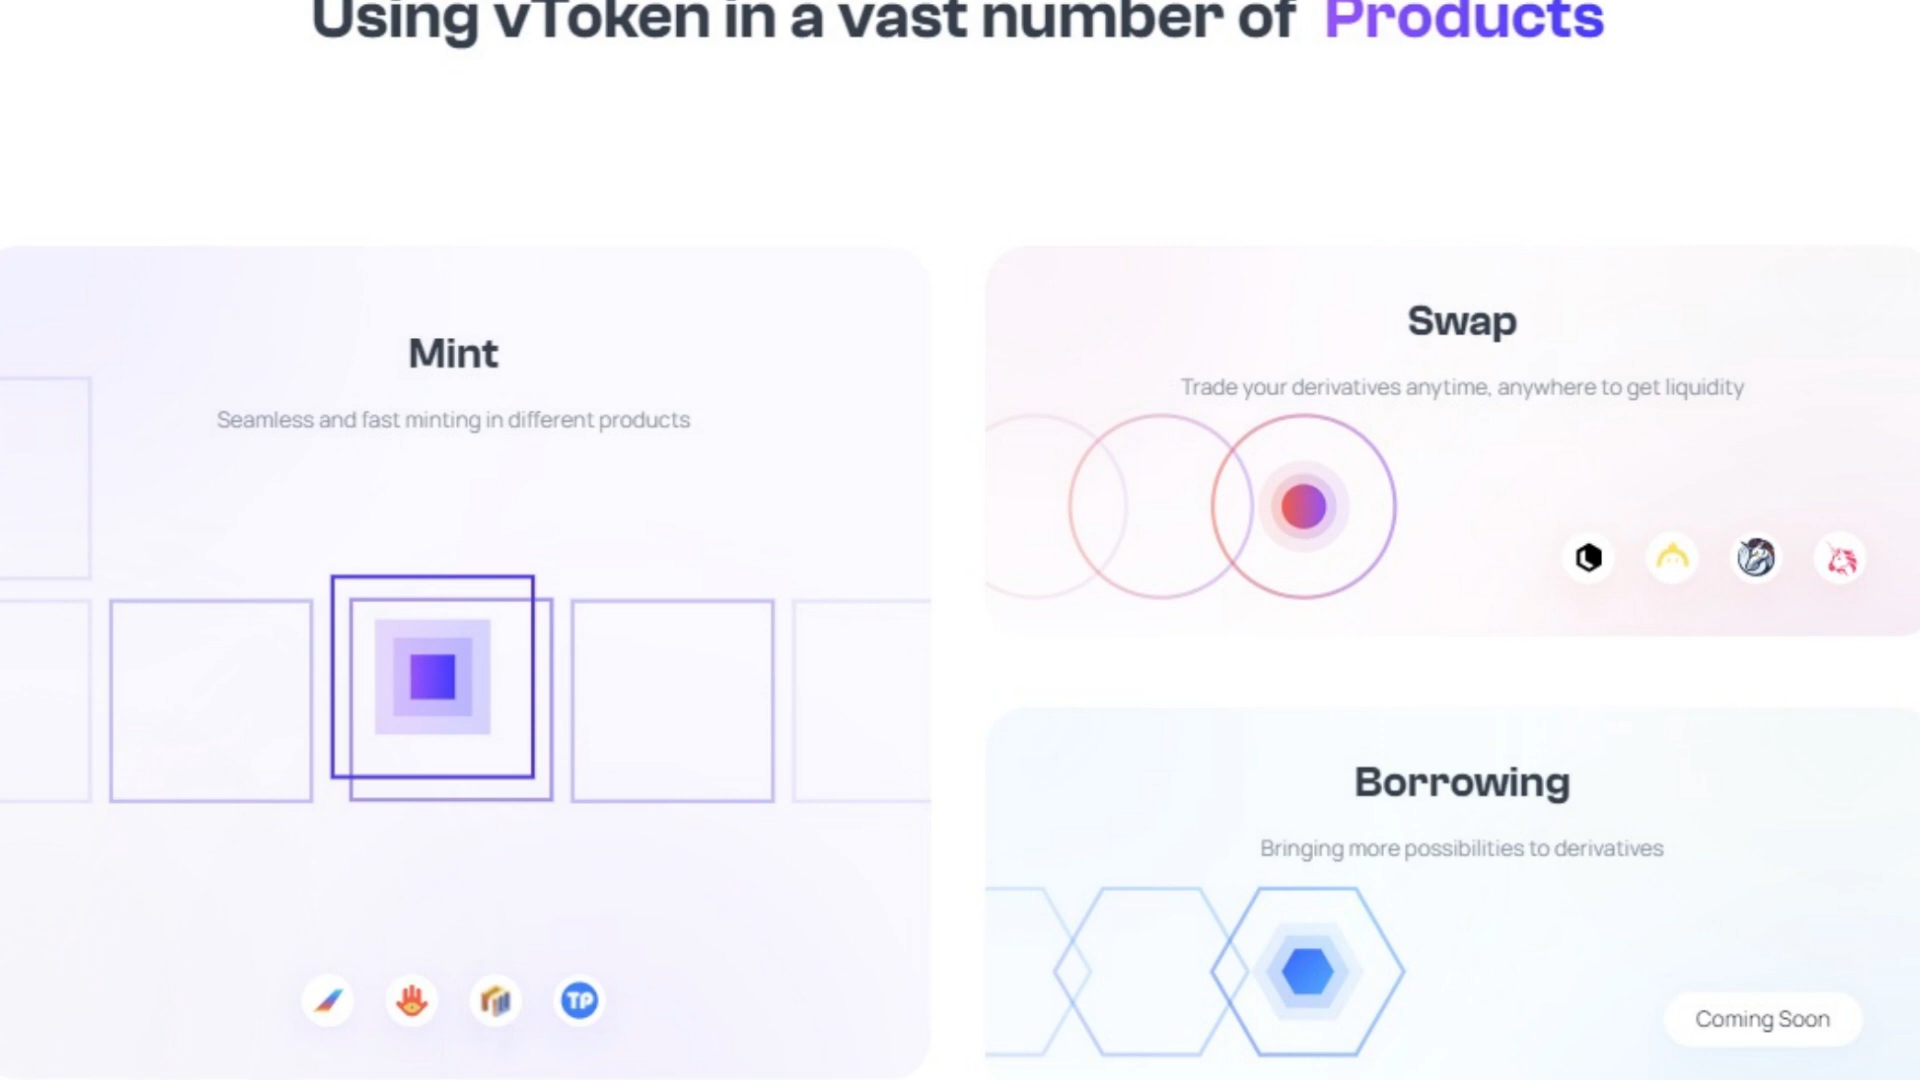 Using vToken in a vast number of Products
Mint
Seamless and fast minting in different products
TP
Swap
Trade your derivatives anytime, anywhere to get liquidity
Borrowing
Bringing more possibilities to derivatives
Coming Soon